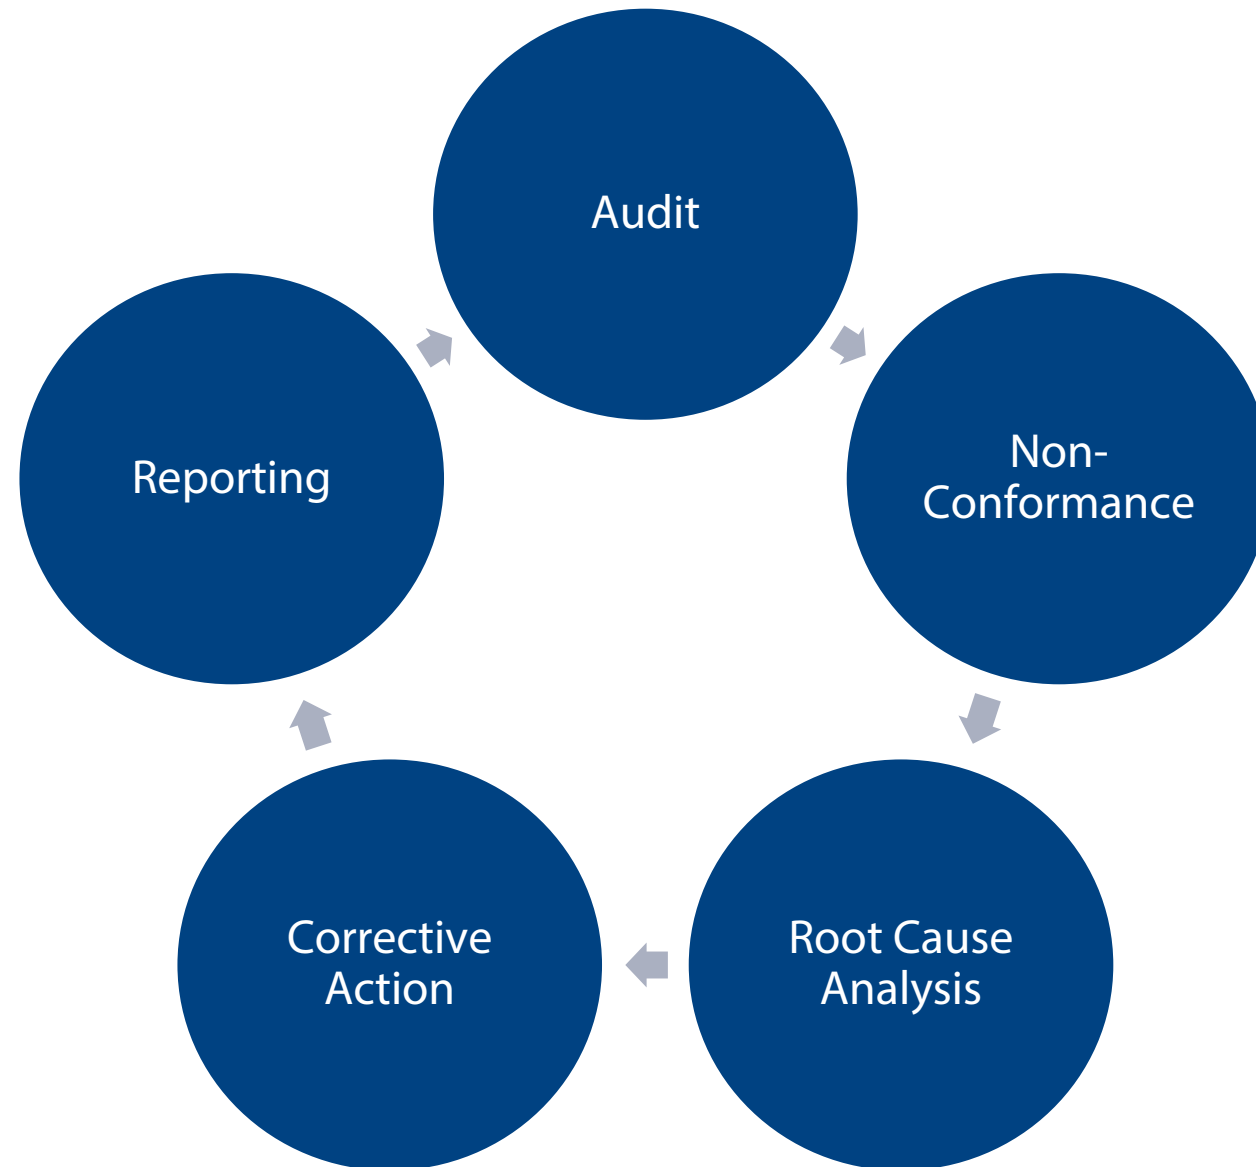 Audit
Non-
Conformance
Root Cause
Analysis
Corrective
Action
Reporting